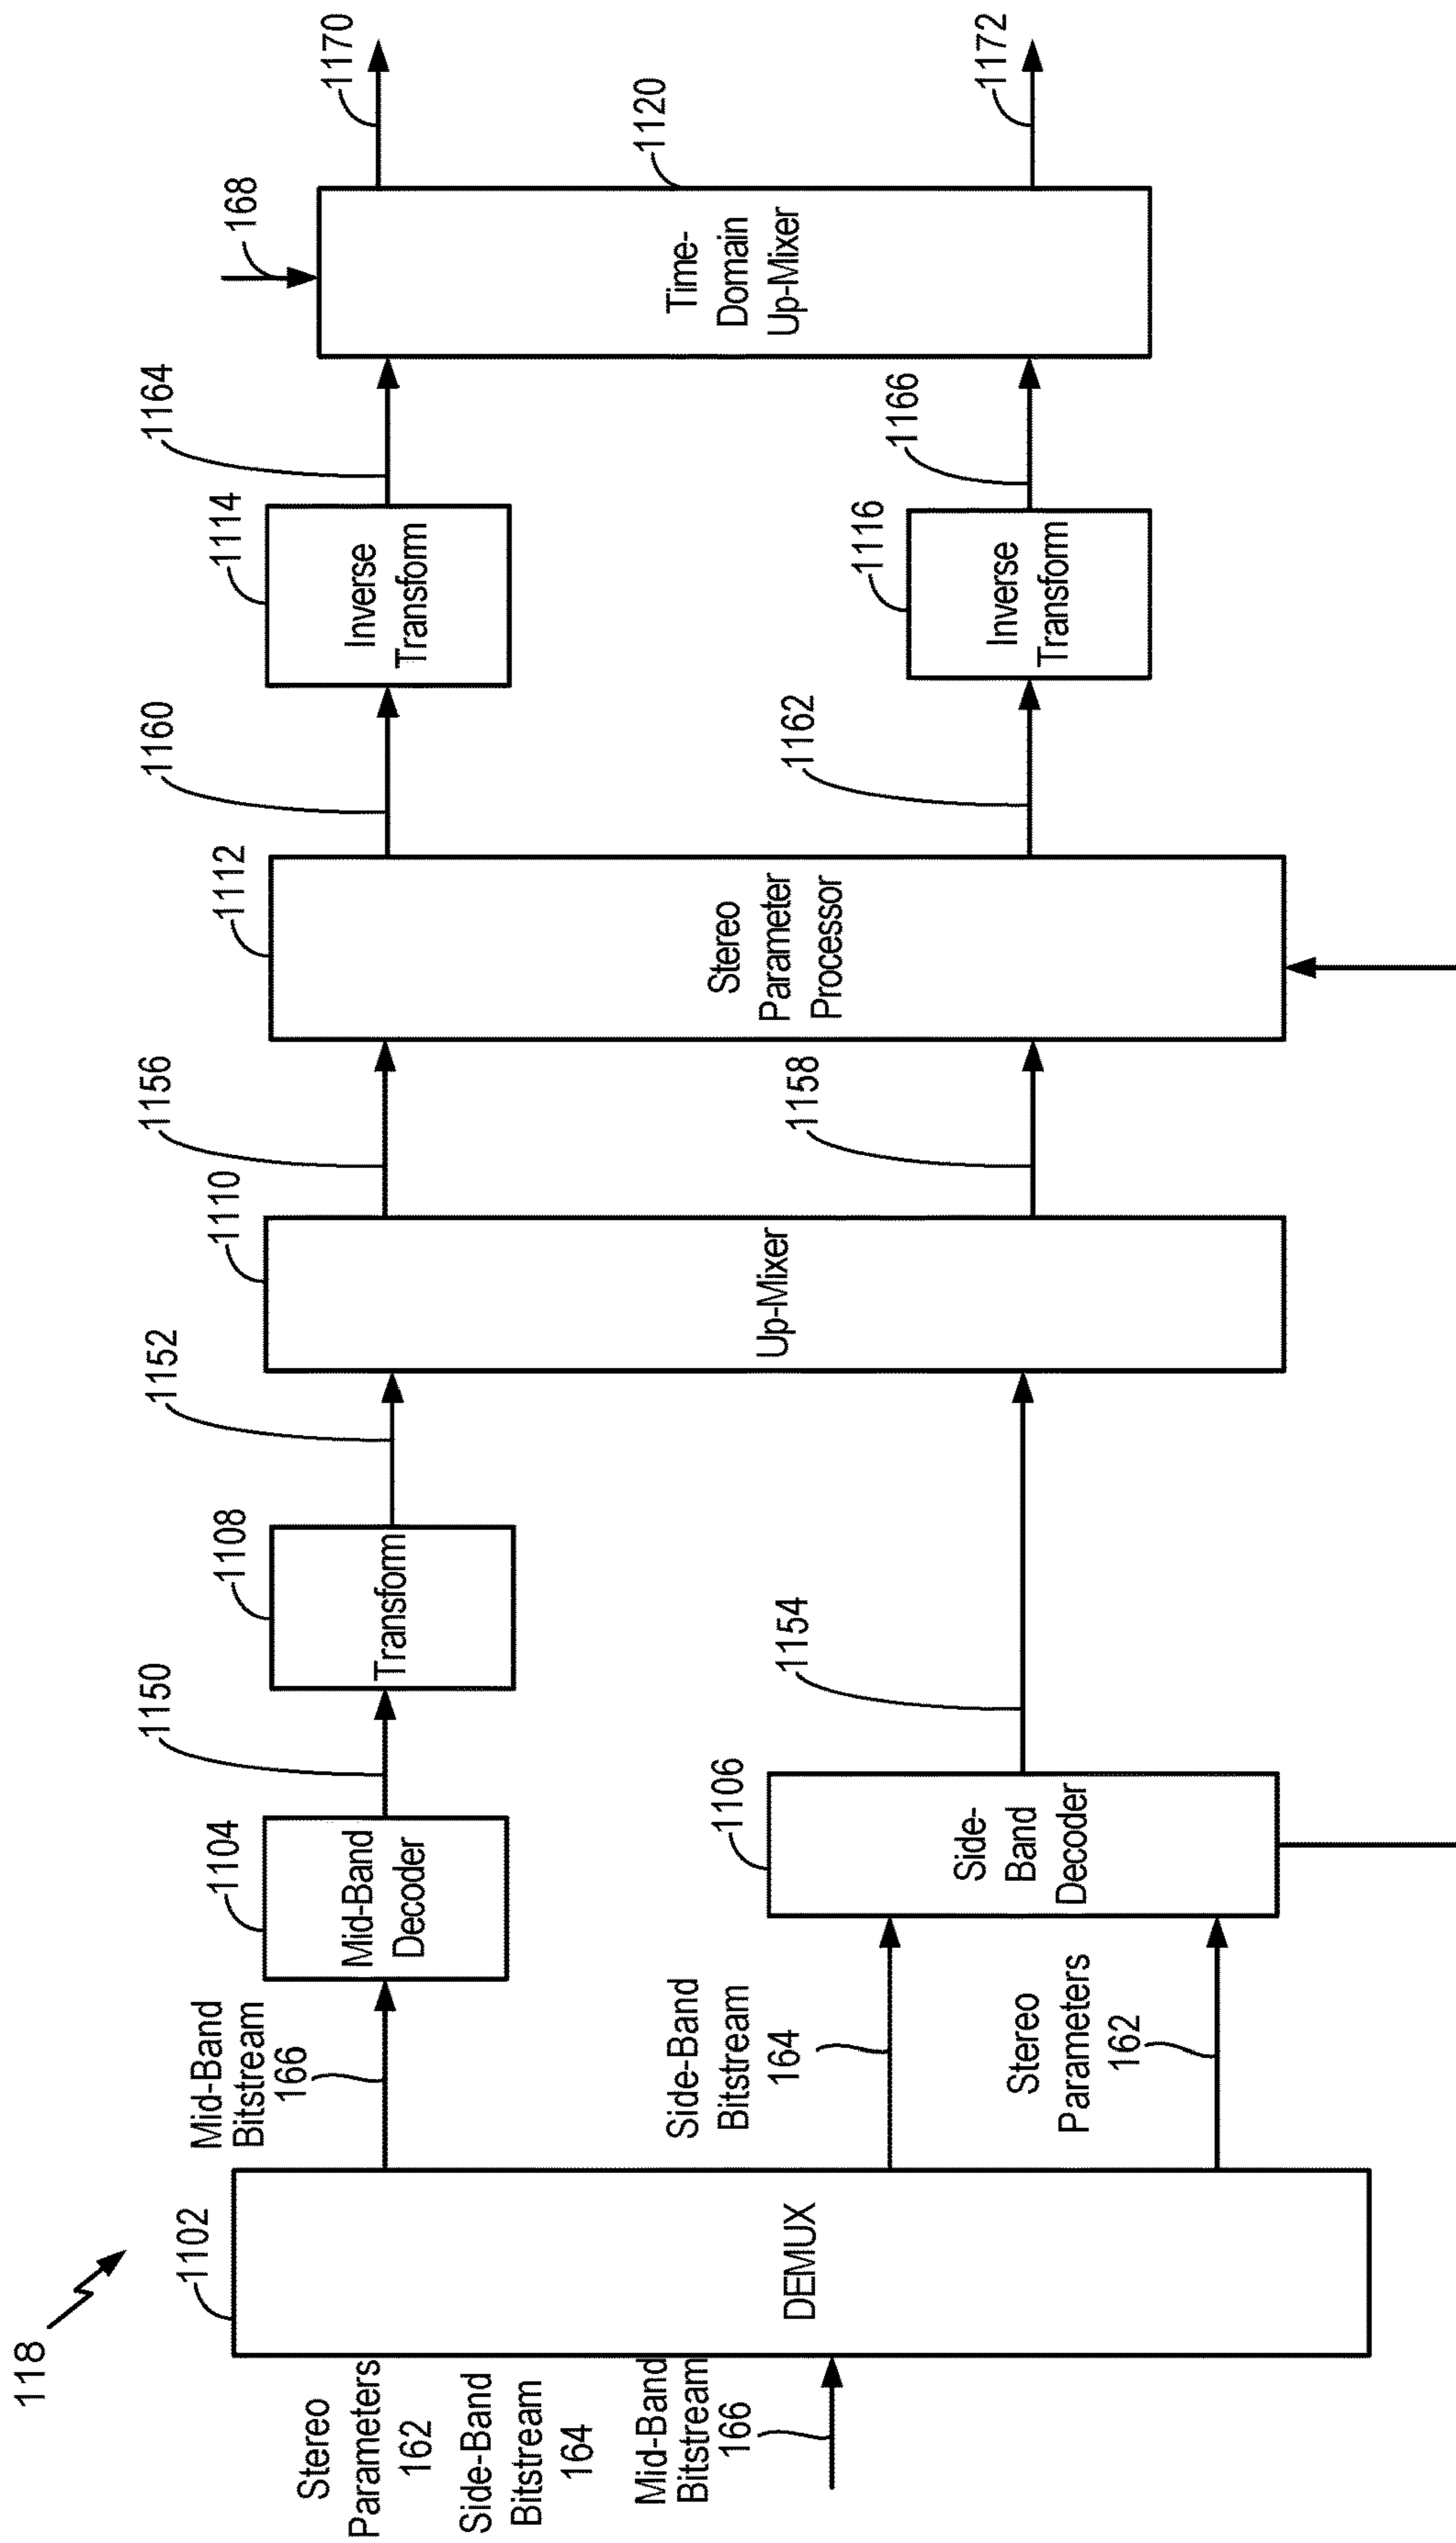 118
1102
Stereo
Parameters
162
Side-Band
Bitstream
164
Mid-Band
Bitstream
166
DEMUX
Mid-Band
Bitstream
166
Side-Band
Bitstream
164
Stereo
Parameters
162
1104
Mid-Band
Decoder
1106
Side-
Band
Decoder
1150
1108
Transform
1152
1154
1110
Up-Mixer
1156
1158
1112
Stereo
Parameter
Processor
1160
1162
1114
Inverse
Transform
1116
Inverse
Transform
1164
1166
168
1120
Time-
Domain
Up-Mixer
1170
1172